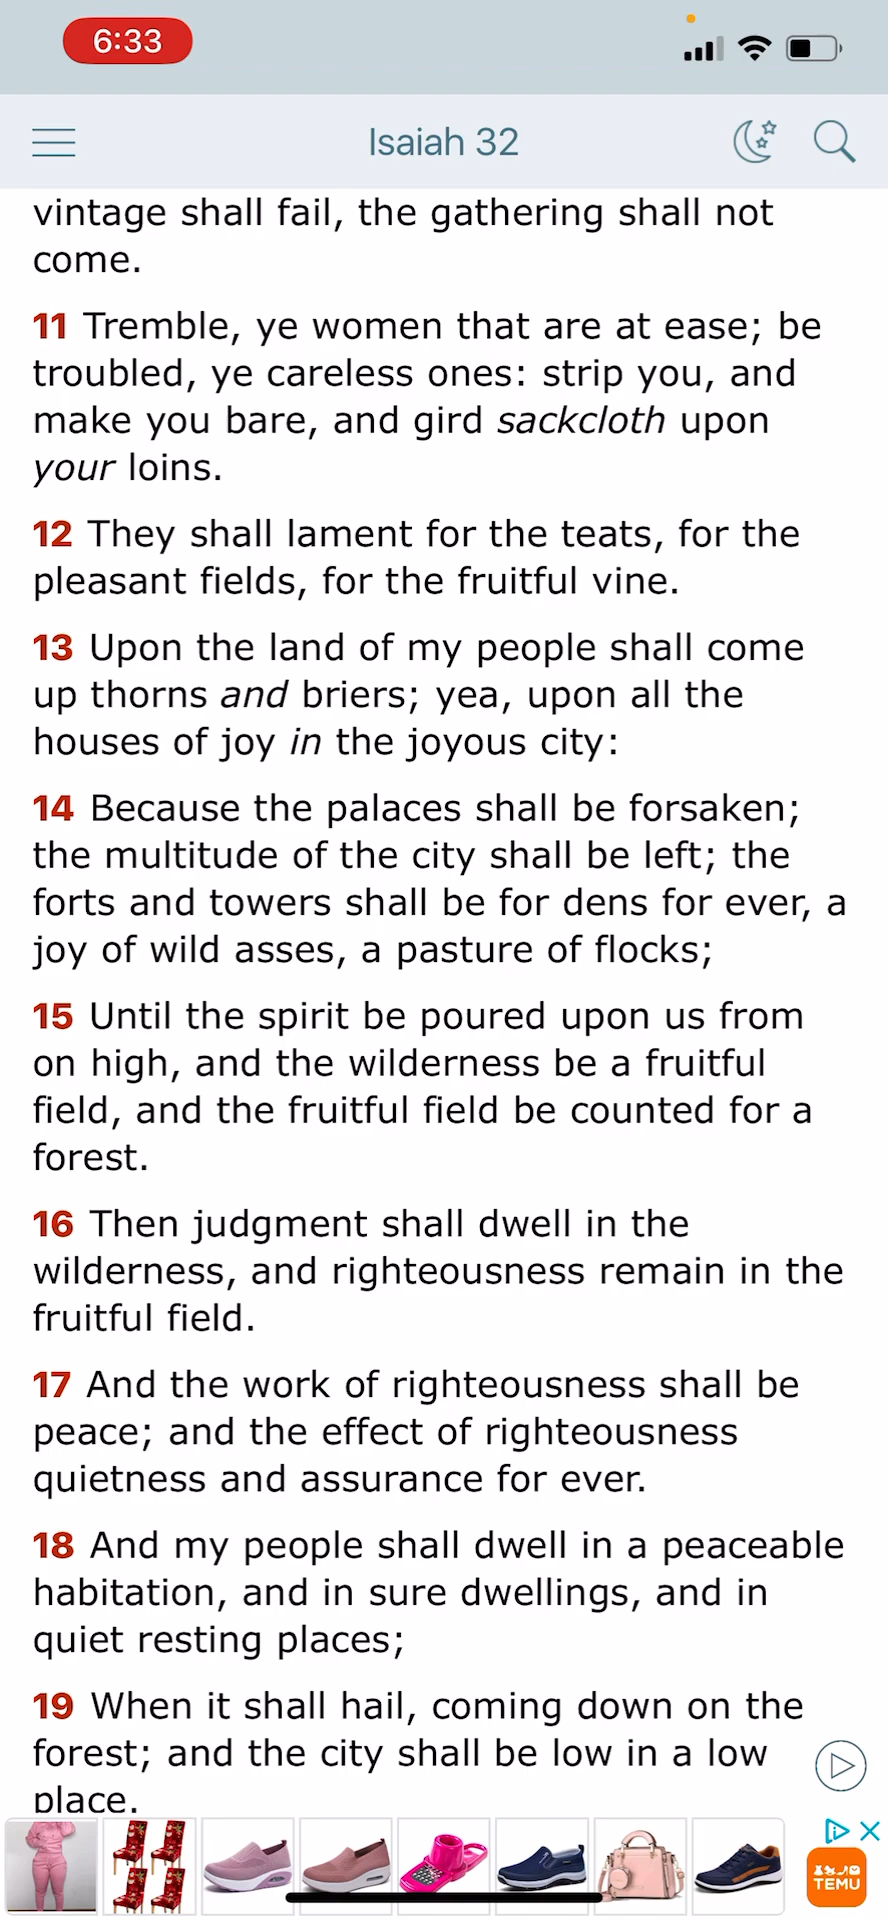 6:33
Isaiah 32
vintage shall fail, the gathering shall not
come.
11 Tremble, ye women that are at ease; be
troubled, ye careless ones: strip you, and
make you bare, and gird sackcloth upon
your loins.
12 They shall lament for the teats, for the
pleasant fields, for the fruitful vine.
13 Upon the land of my people shall come
up thorns and briers; yea, upon all the
houses of joy in the joyous city:
14 Because the palaces shall be forsaken;
the multitude of the city shall be left; the
forts and towers shall be for dens for ever, a
joy of wild asses, a pasture of flocks;
15 Until the spirit be poured upon us from
on high, and the wilderness be a fruitful
field, and the fruitful field be counted for a
forest.
16 Then judgment shall dwell in the
wilderness, and righteousness remain in the
fruitful field.
17 And the work of righteousness shall be
peace; and the effect of righteousness
quietness and assurance for ever.
18 And my people shall dwell in a peaceable
habitation, and in sure dwellings, and in
quiet resting places;
19 When it shall hail, coming down on the
forest; and the city shall be low in a low
place.
TEMU